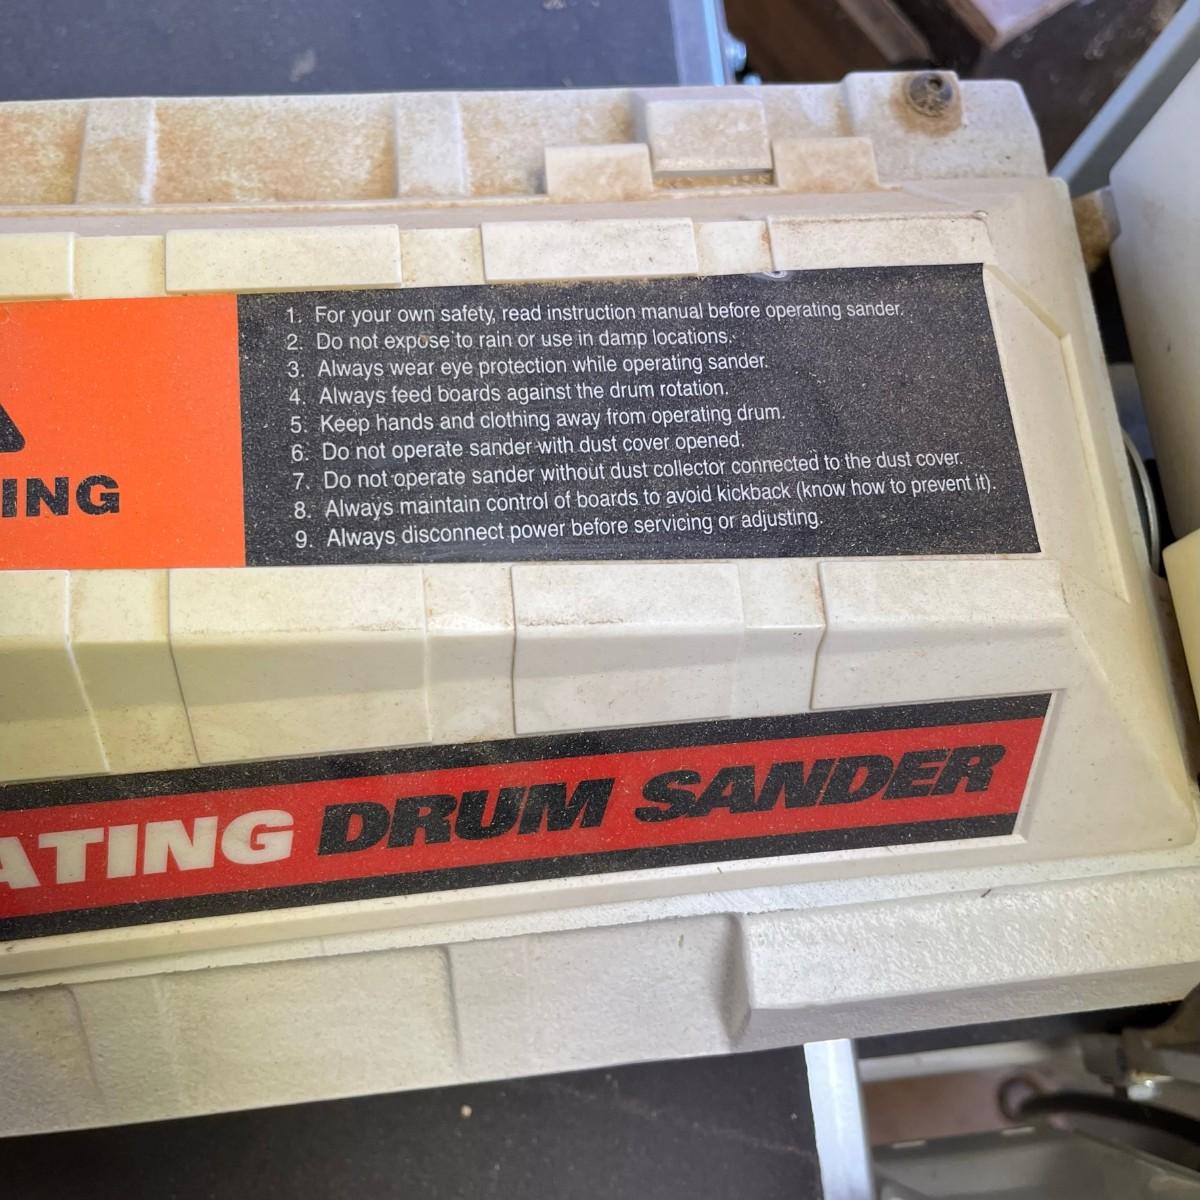 1. For your own safety, read instruction manual before operating sander.
2. Do not expose to rain or use in damp locations.
3. Always wear eye protection while operating sander.
4. Always feed boards against the drum rotation.
5. Keep hands and clothing away from operating drum.
6. Do not operate sander with dust cover opened.
7. Do not operate sander without dust collector connected to the dust cover.
8. Always maintain control of boards to avoid kickback (know how to prevent it).
9. Always disconnect power before servicing or adjusting.
ING
ATING DRUM SANDER